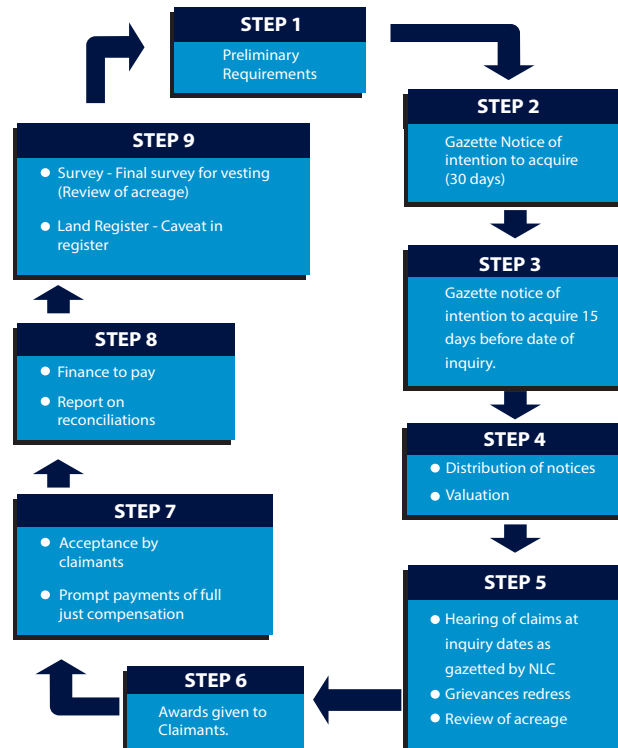 STEP 1
Preliminary
Requirements
STEP 2
Gazette Notice of
intention to acquire
(30 days)
STEP 3
Gazette notice of
intention to acquire 15
days before date of
inquiry.
STEP 4
Distribution of notices
Valuation
STEP 5
Hearing of claims at
inquiry dates as
gazetted by NLC
Grievances redress
Review of acreage
STEP 6
Awards given to
Claimants.
STEP 7
Acceptance by
claimants
Prompt payments of full
just compensation
STEP 8
Finance to pay
Report on
reconciliations
STEP 9
Survey - Final survey for vesting
(Review of acreage)
Land Register - Caveat in
register